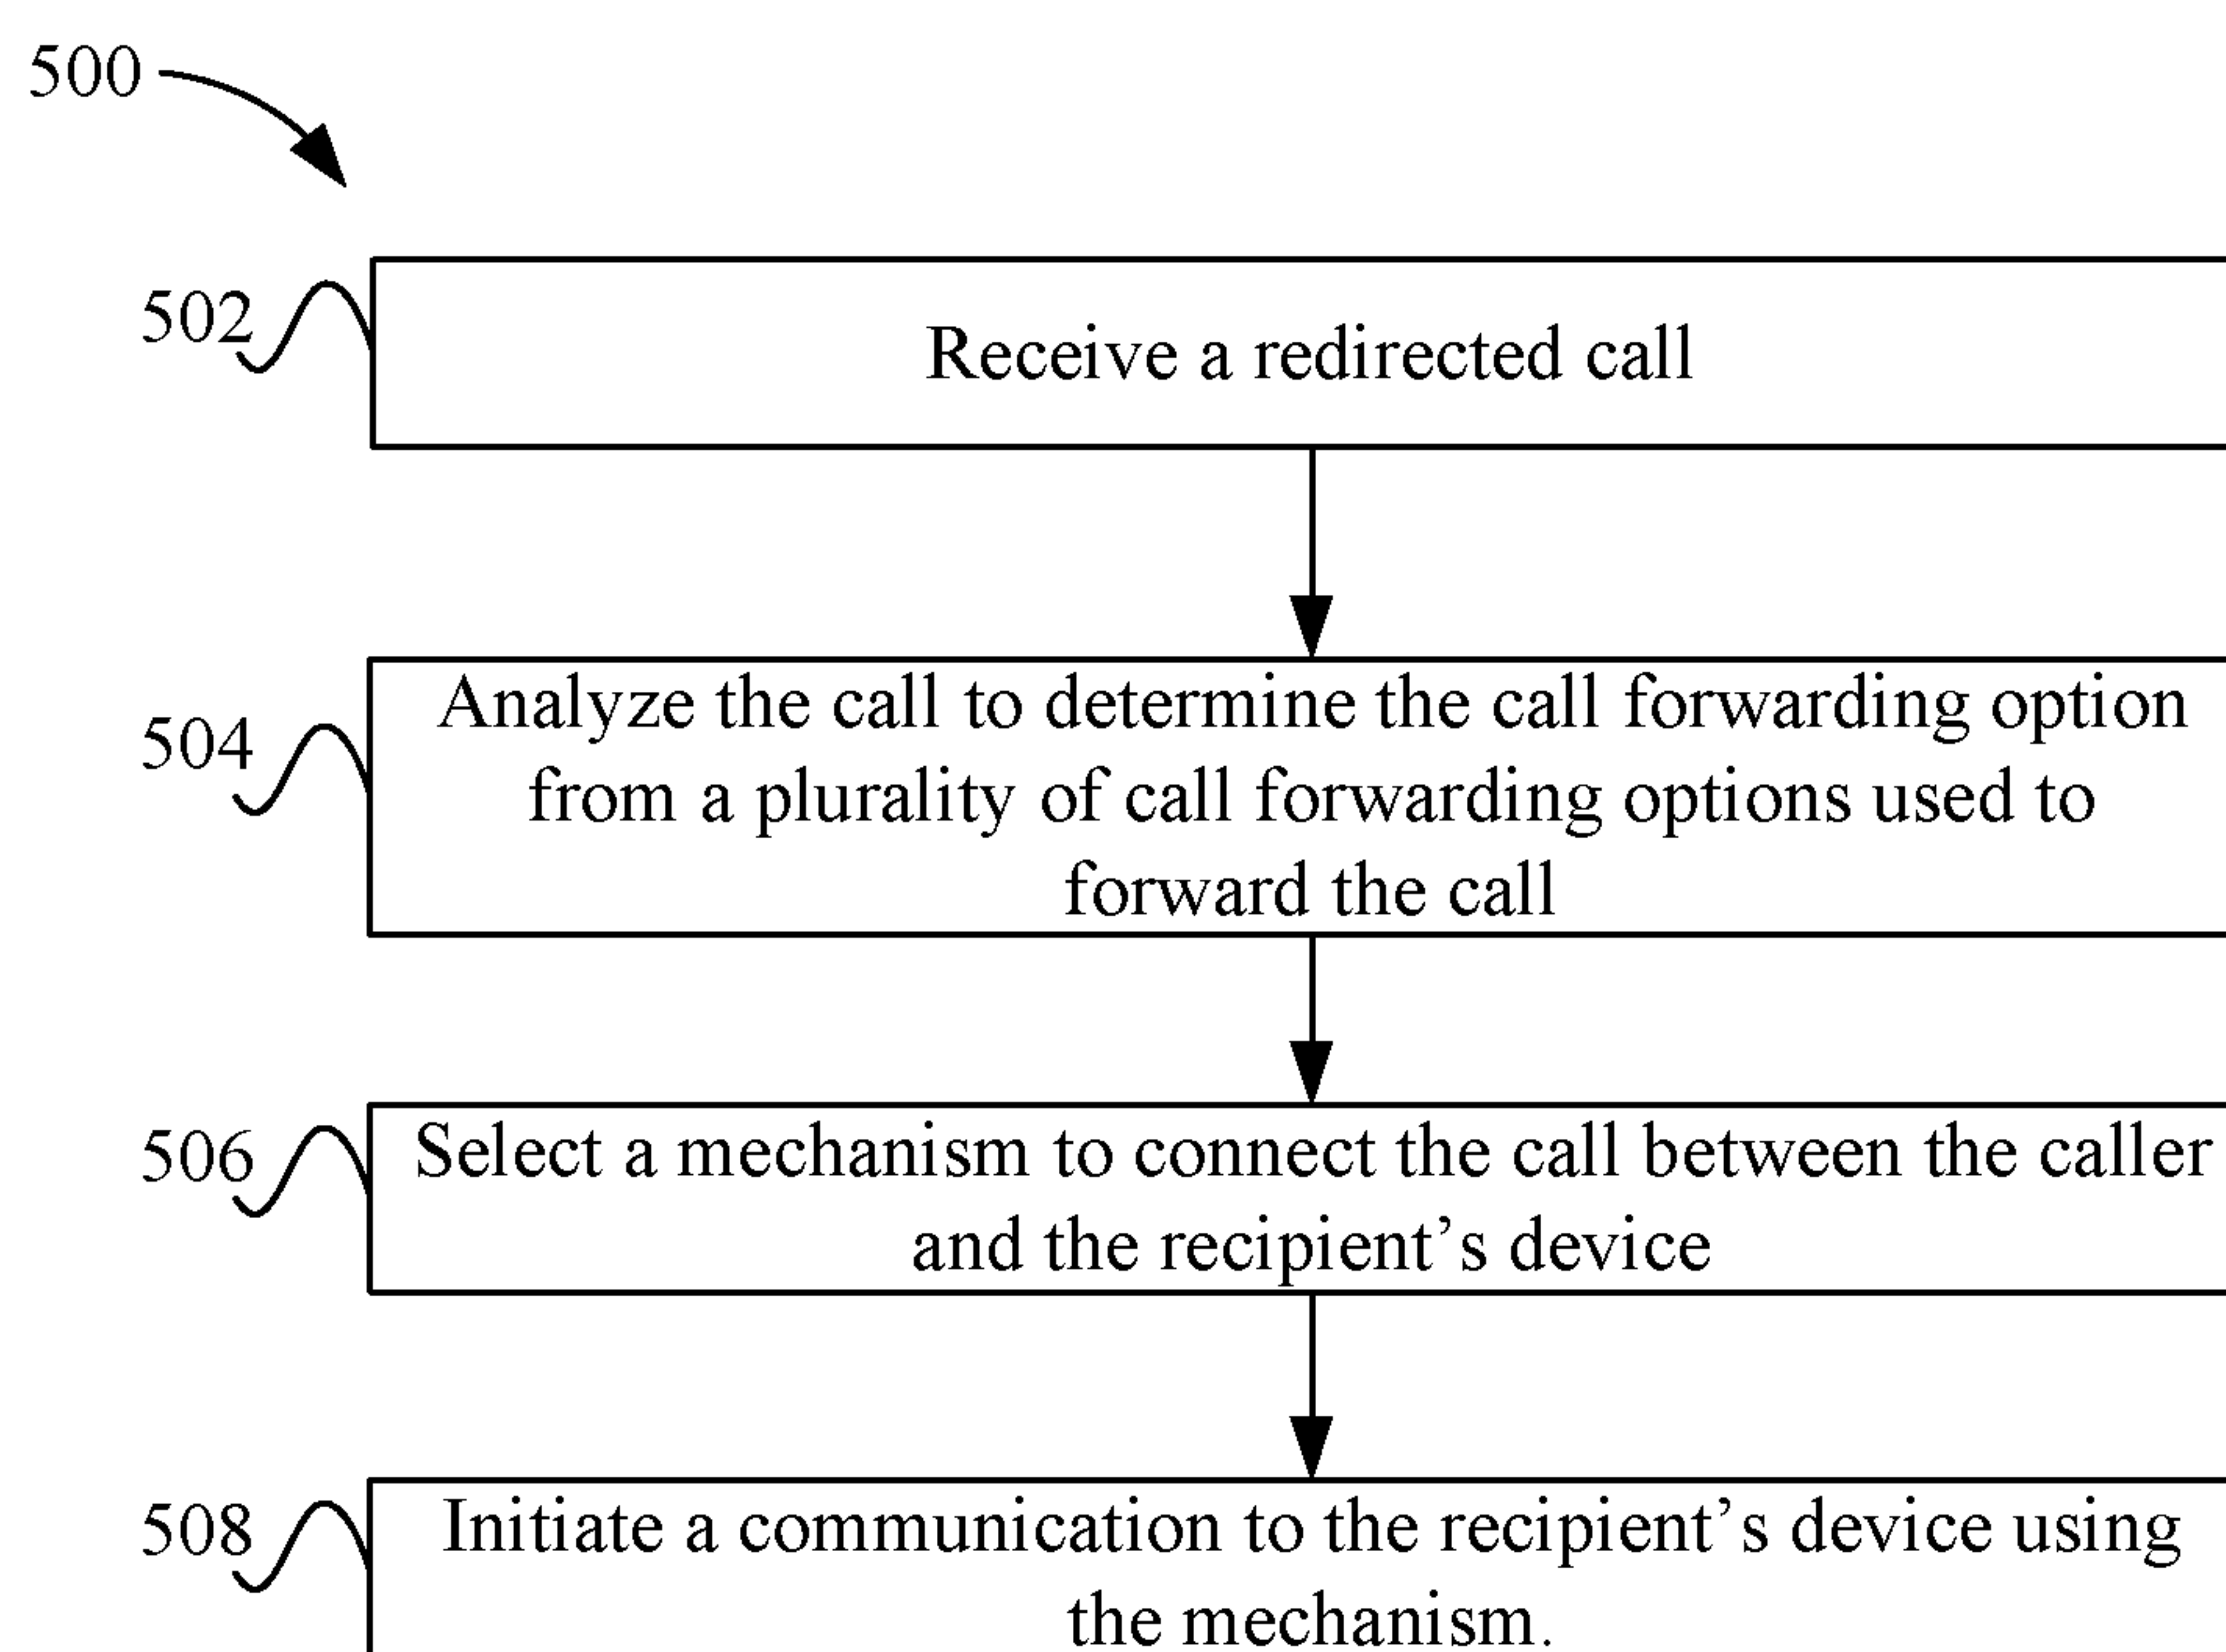 500
502
Receive a redirected call
504
Analyze the call to determine the call forwarding option
from a plurality of call forwarding options used to
forward the call
506
Select a mechanism to connect the call between the caller
and the recipient’s device
508
Initiate a communication to the recipient’s device using
the mechanism.